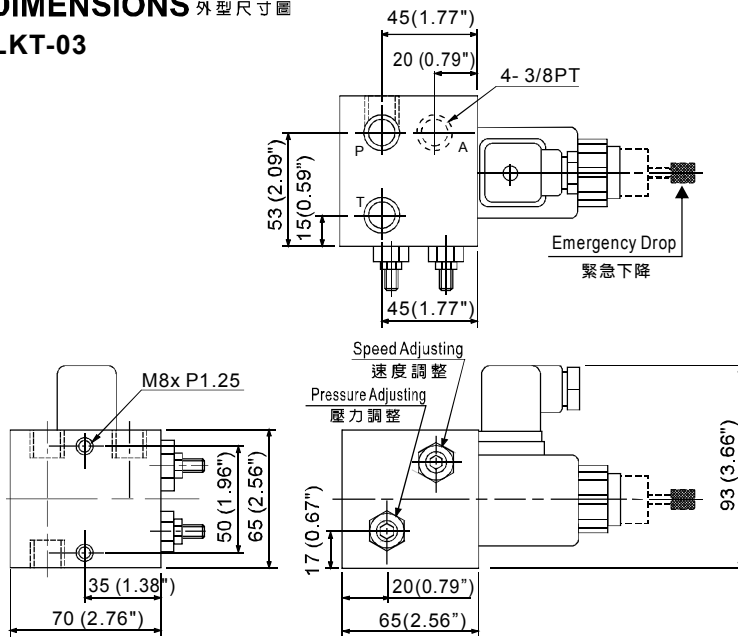 DIMENSIONS 外型尺寸圖
LKT-03
45(1.77")
20 (0.79")
4- 3/8PT
P
A
T
53 (2.09")
15(0.59")
Emergency Drop
緊急下降
45(1.77")
Speed Adjusting
速度調整
Pressure Adjusting
壓力調整
M8x P1.25
50 (1.96")
65 (2.56")
35 (1.38")
70 (2.76")
17 (0.67")
20(0.79”)
65(2.56”)
93 (3.66")